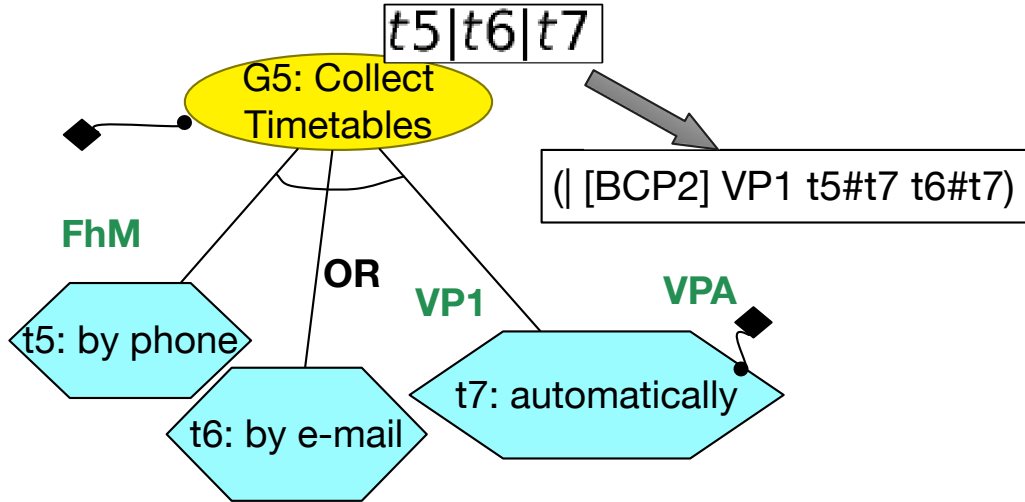 t5|t6|t7
G5: Collect
Timetables
(| [BCP2] VP1 t5#t7 t6#t7)
FhM
OR
VP1
VPA
t5: by phone
t6: by e-mail
t7: automatically